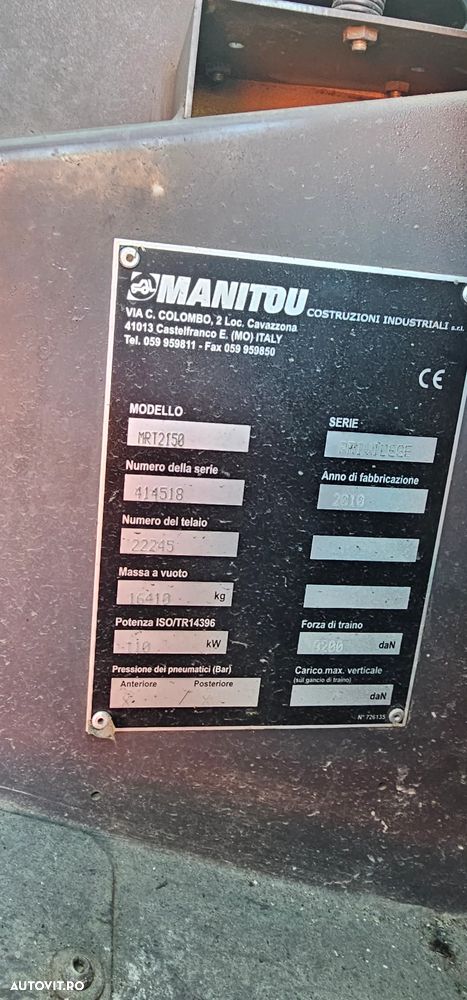 MANITOU COSTRUZIONI INDUSTRIALI s.r.l.
VIA C. COLOMBO, 2 Loc. Cavazzona
41013 Castelfranco E. (MO) ITALY
Tel. 059 959811 - Fax 059 959850
CE
MODELLO SERIE
MRT2150 PRIVILEGE
Numero della serie Anno di fabbricazione
414518 2010
Numero del telaio
22245
Massa a vuoto
16410 kg
Potenza ISO/TR14396 Forza di traino
110 kW daN
Pressione dei pneumatici (Bar) Carico max. verticale
(sul gancio di traino)
Anteriore Posteriore
daN
N° 726135
AUTOVIT.RO